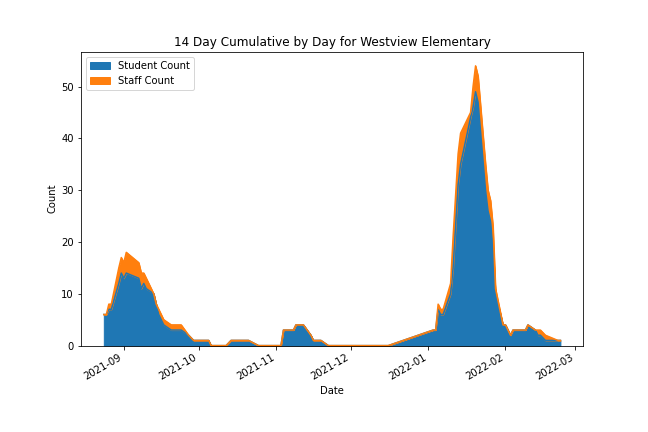 14 Day Cumulative by Day for Westview Elementary
Student Count
Staff Count
Count
50
40
30
20
10
0
2021-09
2021-10
2021-11
2021-12
2022-01
2022-02
2022-03
Date